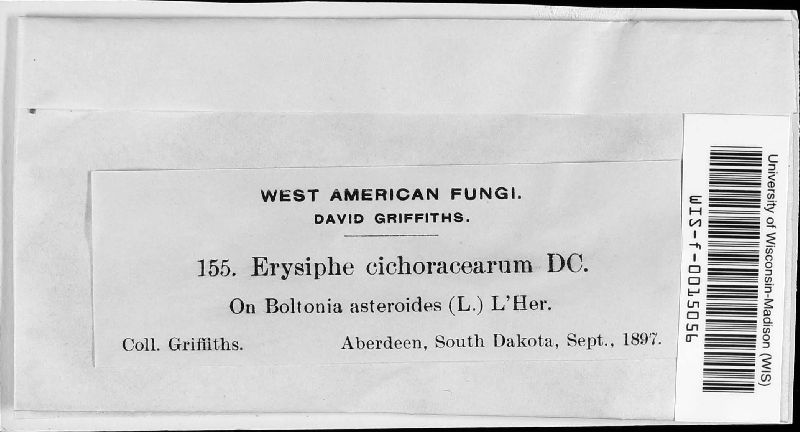 WEST AMERICAN FUNGI.
DAVID GRIFFITHS.
155. Erysiphe cichoracearum DC.
On Boltonia asteroides (L.) L'Her.
Coll. Griffiths.
Aberdeen, South Dakota, Sept., 1897.
University of Wisconsin-Madison (WIS)
WIS-f-0015056